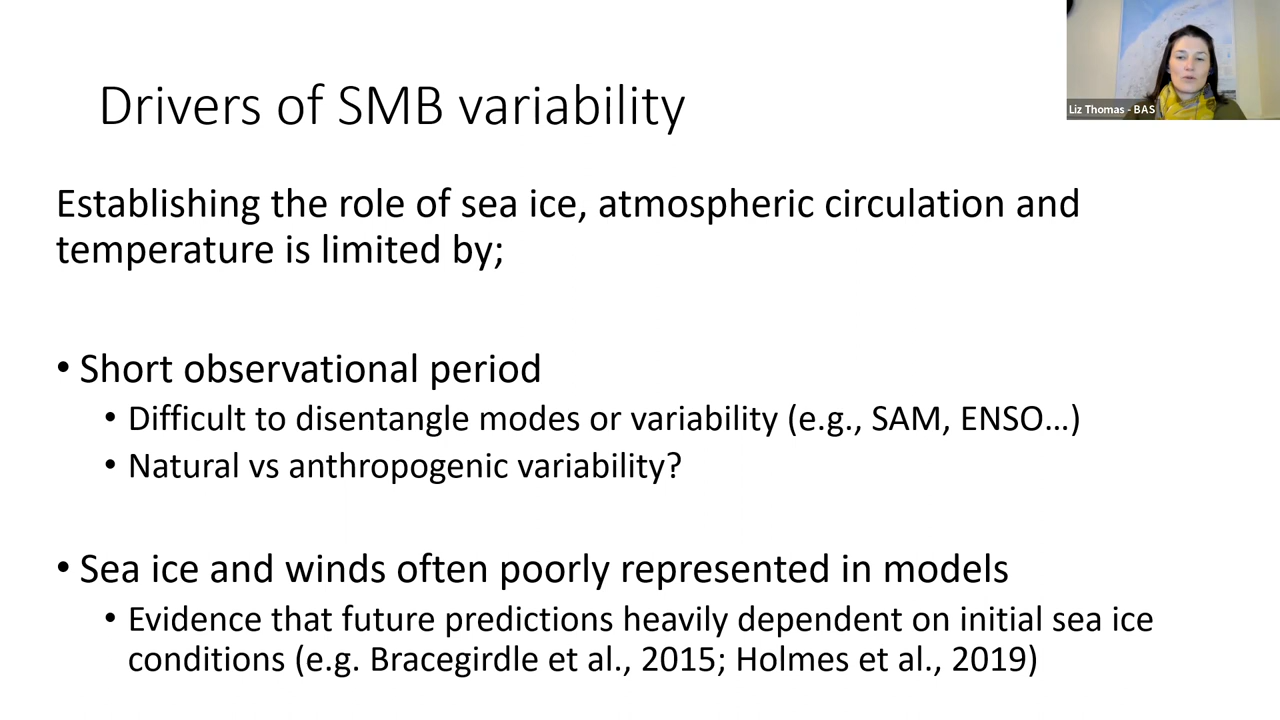 Drivers of SMB variability
Liz Thomas - BAS
Establishing the role of sea ice, atmospheric circulation and
temperature is limited by;
• Short observational period
• Difficult to disentangle modes or variability (e.g., SAM, ENSO...)
• Natural vs anthropogenic variability?
• Sea ice and winds often poorly represented in models
• Evidence that future predictions heavily dependent on initial sea ice
conditions (e.g. Bracegirdle et al., 2015; Holmes et al., 2019)